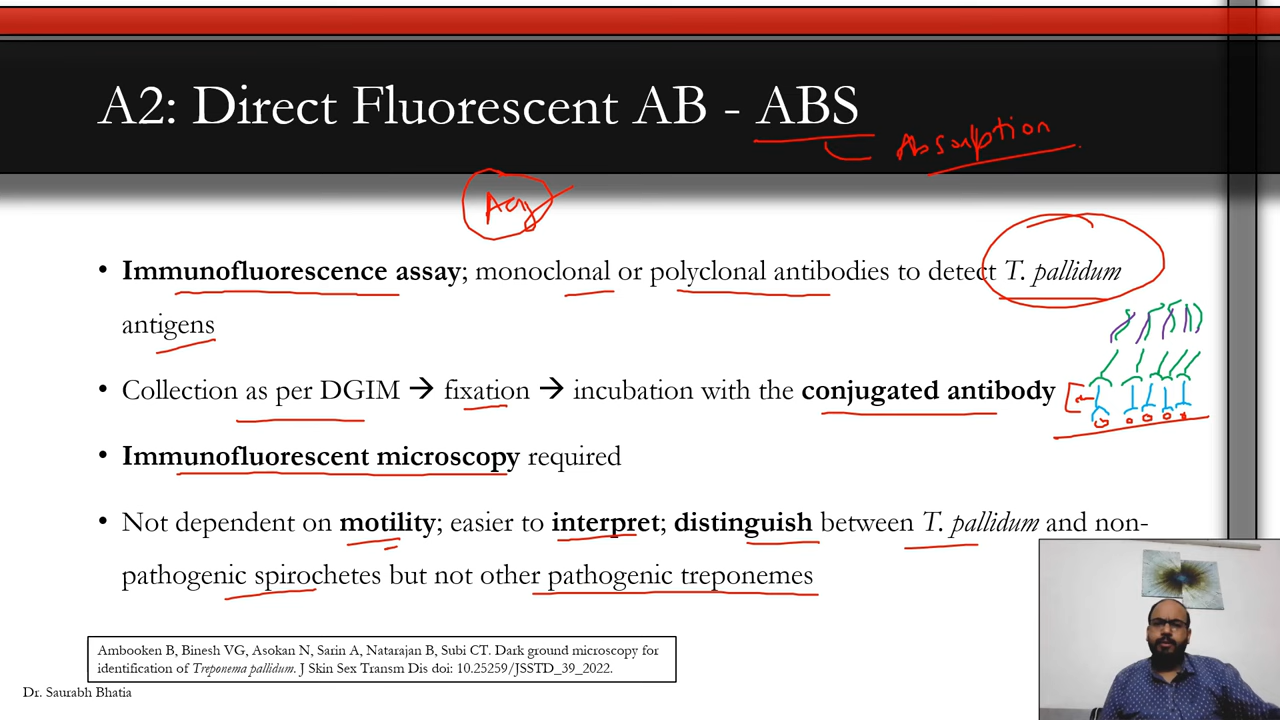 A2: Direct Fluorescent AB - ABS
Absorption
• Immunofluorescence assay; monoclonal or polyclonal antibodies to detect T. pallidum
antigens
• Collection as per DGIM → fixation → incubation with the conjugated antibody
• Immunofluorescent microscopy required
• Not dependent on motility; easier to interpret; distinguish between T. pallidum and non-
pathogenic spirochetes but not other pathogenic treponemes
Ambooken B, Binesh VG, Asokan N, Sarin A, Natarajan B, Subi CT. Dark ground microscopy for
identification of Treponema pallidum. J Skin Sex Transm Dis doi: 10.25259/JSSTD_39_2022.
Dr. Saurabh Bhatia